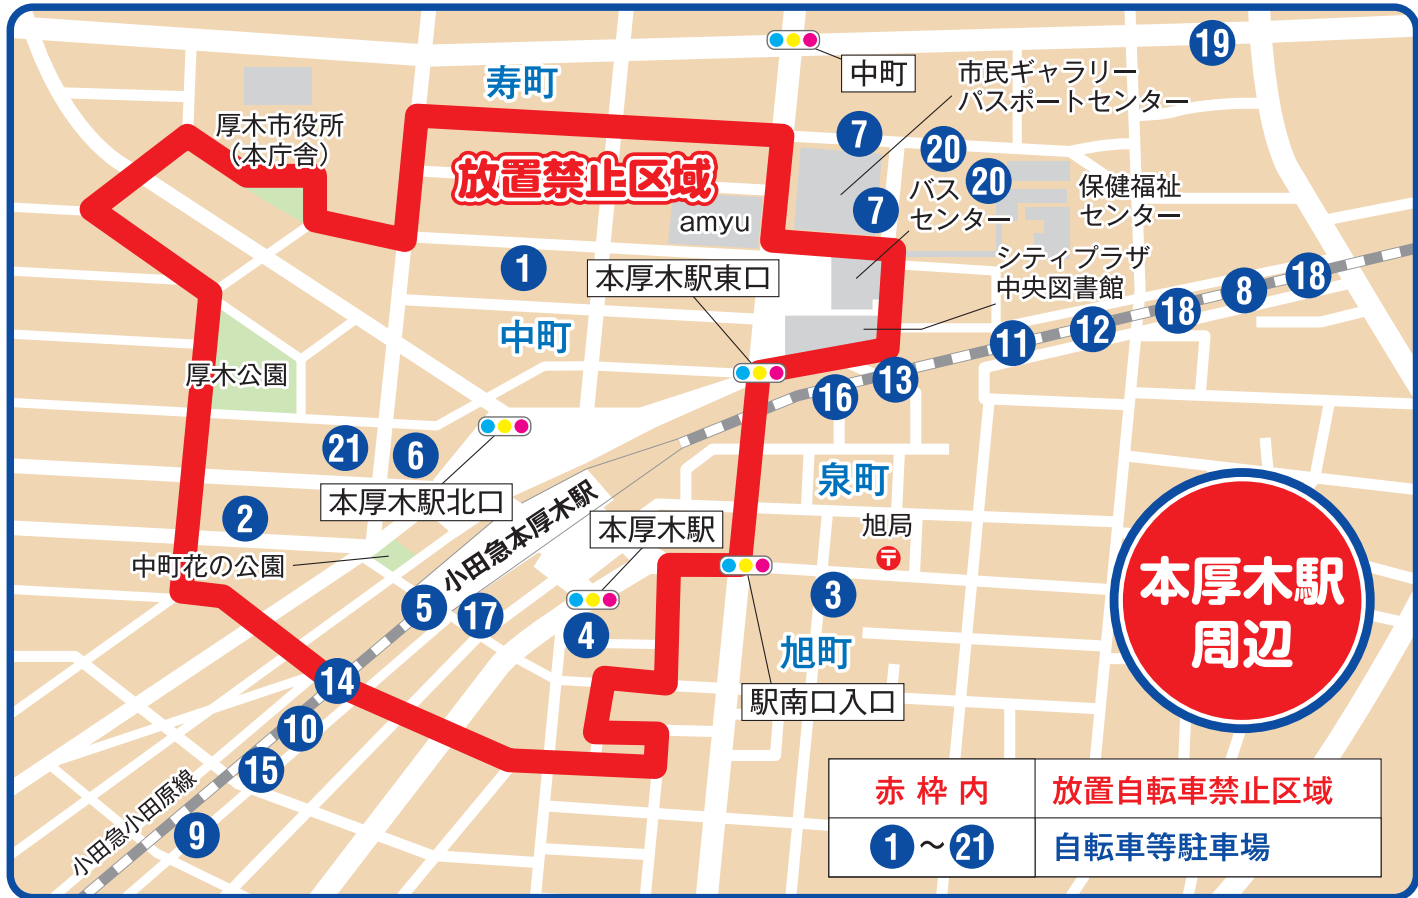 19
中町
市民ギャラリー
パスポートセンター
寿町
厚木市役所
（本庁舎）
7
20
放置禁止区域
20
バス
センター
保健福祉
センター
7
amyu
1
本厚木駅東口
シティプラザ
中央図書館
18
8
18
中町
12
11
厚木公園
13
16
21
6
本厚木駅北口
泉町
2
小田急本厚木駅
本厚木駅
旭局
〒
中町花の公園
5
17
3
4
旭町
本厚木駅
周辺
14
駅南口入口
10
15
小田急小田原線
9
赤枠内 放置自転車禁止区域
1～21 自転車等駐車場